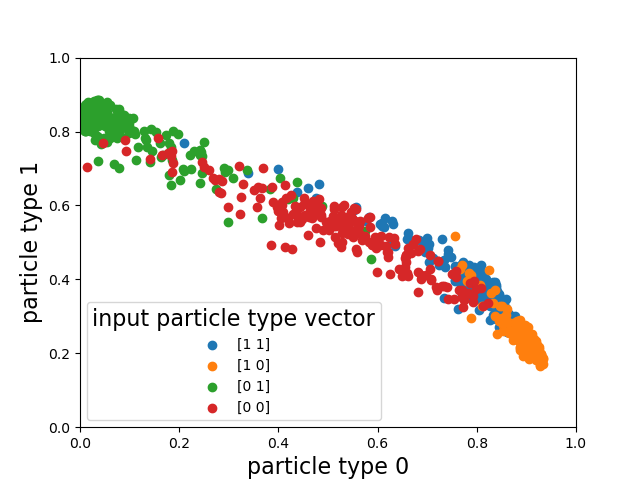 1.0
0.8
0.6
0.4
0.2
0.0
particle type 1
input particle type vector
[1 1]
[1 0]
[0 1]
[0 0]
0.0 0.2 0.4 0.6 0.8 1.0
particle type 0